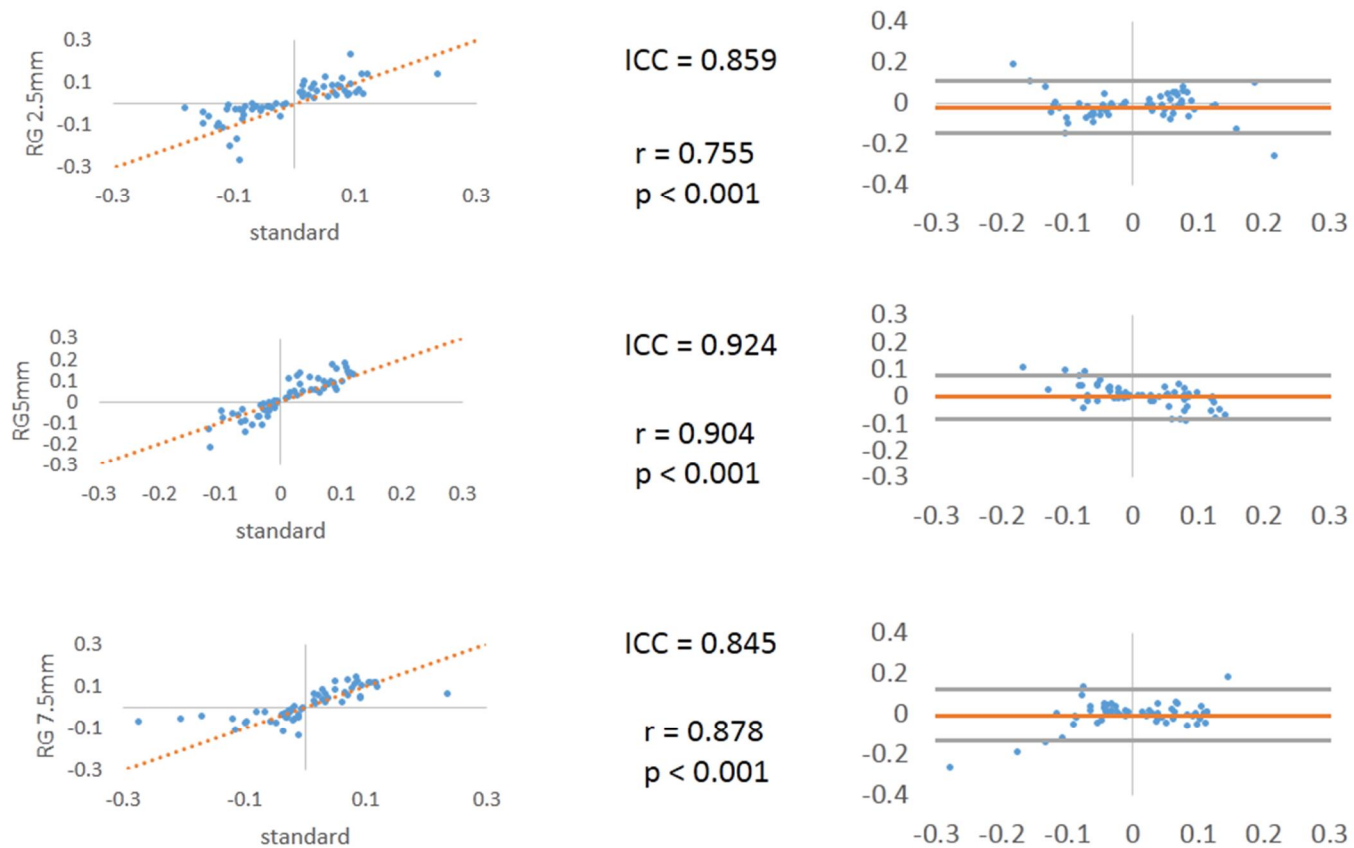 0.3
0.1
-0.1
-0.3
RG 2.5mm
-0.3
-0.1
0.1
0.3
standard
ICC = 0.859
r = 0.755
p < 0.001
0.4
0.2
0
-0.2
-0.4
-0.3 -0.2 -0.1 0 0.1 0.2 0.3
0.3
0.2
0.1
0
-0.1
-0.2
-0.3
RG5mm
-0.3 -0.2 -0.1 0 0.1 0.2 0.3
standard
ICC = 0.924
r = 0.904
p < 0.001
0.3
0.2
0.1
0
-0.1
-0.2
-0.3
-0.3 -0.2 -0.1 0 0.1 0.2 0.3
0.3
0.1
-0.1
-0.3
RG 7.5mm
-0.3 -0.1 0.1 0.3
standard
ICC = 0.845
r = 0.878
p < 0.001
0.4
0.2
0
-0.2
-0.4
-0.3 -0.2 -0.1 0 0.1 0.2 0.3